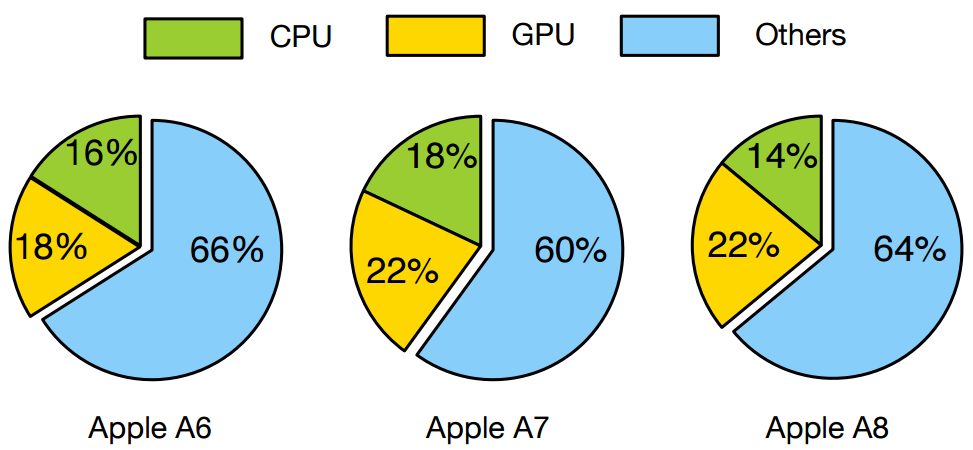 CPU GPU Others
16% 18% 66%
18% 22% 60%
14% 22% 64%
Apple A6 Apple A7 Apple A8